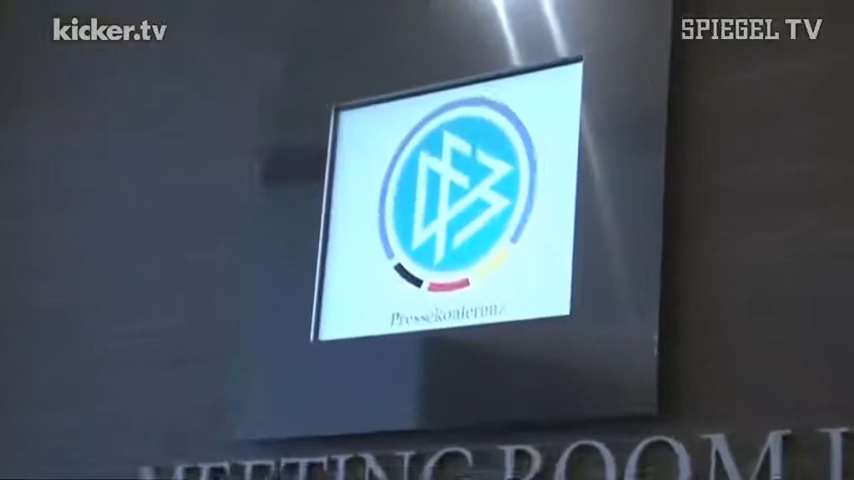 kicker.tv
SPIEGEL TV
DFB
Pressekonferenz
MEETING ROOM